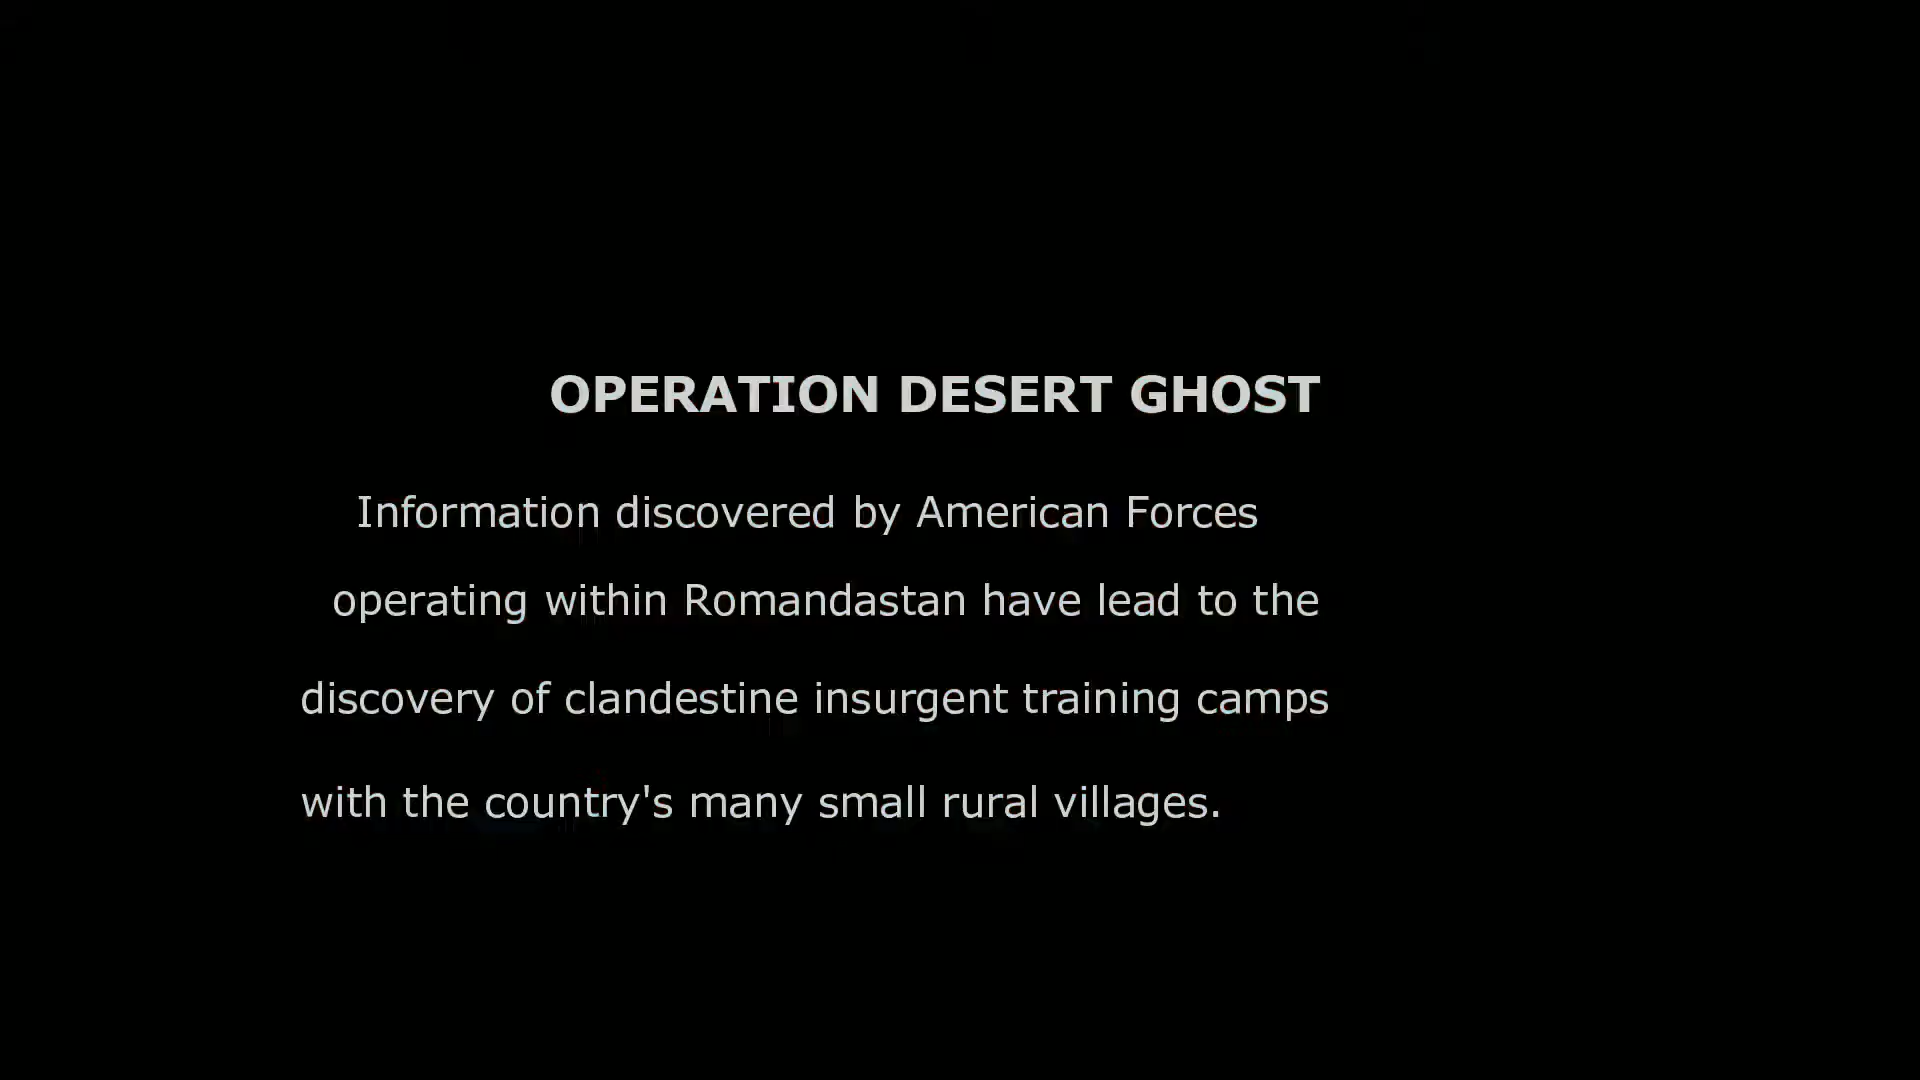 OPERATION DESERT GHOST
Information discovered by American Forces
operating within Romandastan have lead to the
discovery of clandestine insurgent training camps
with the country's many small rural villages.